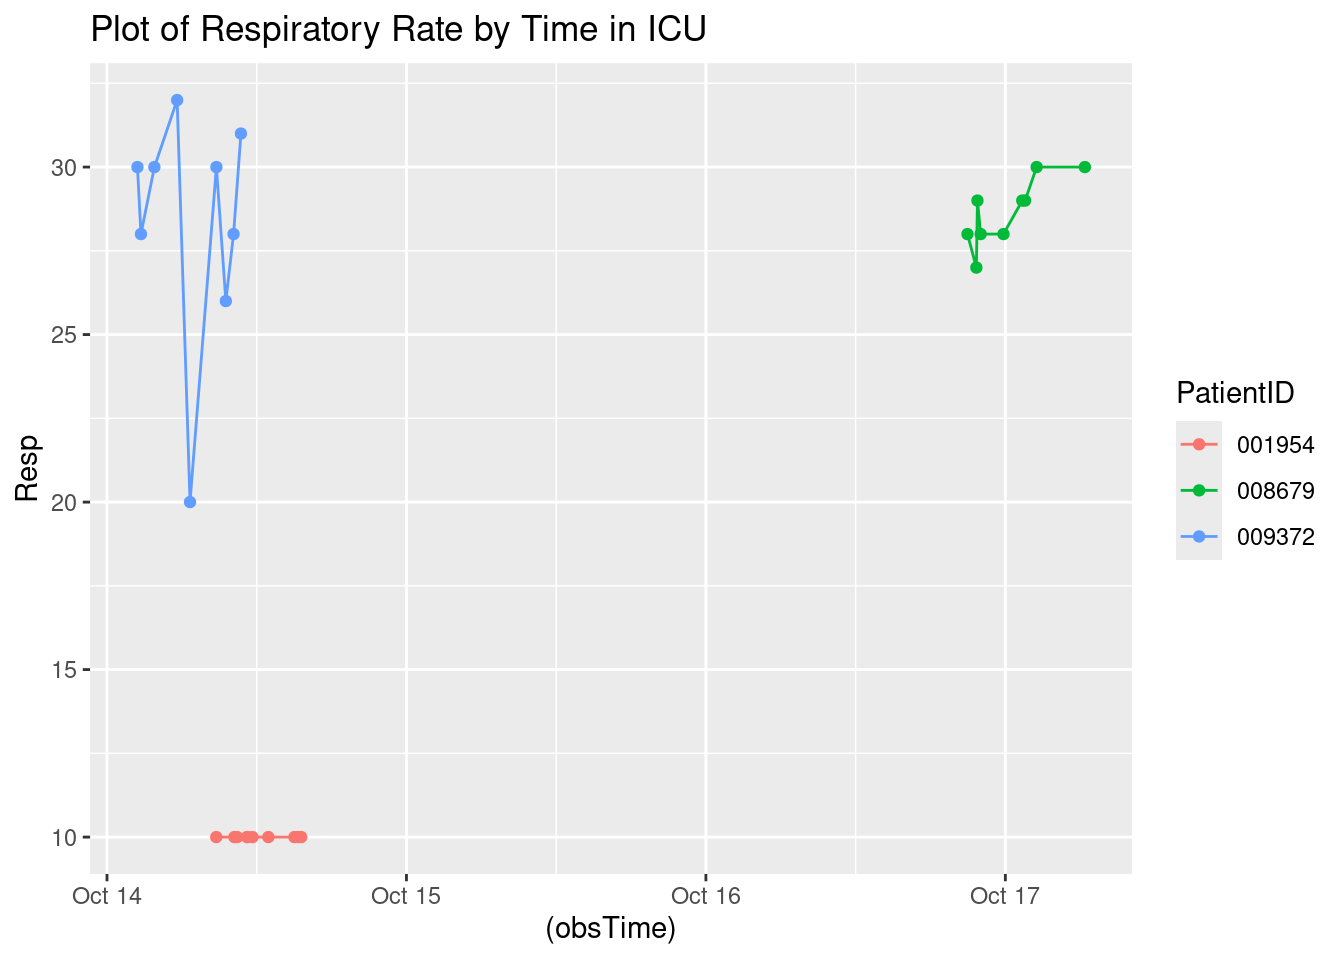 Plot of Respiratory Rate by Time in ICU
30
25
20
15
10
Resp
Oct 14
Oct 15
Oct 16
Oct 17
(obsTime)
PatientID
001954
008679
009372